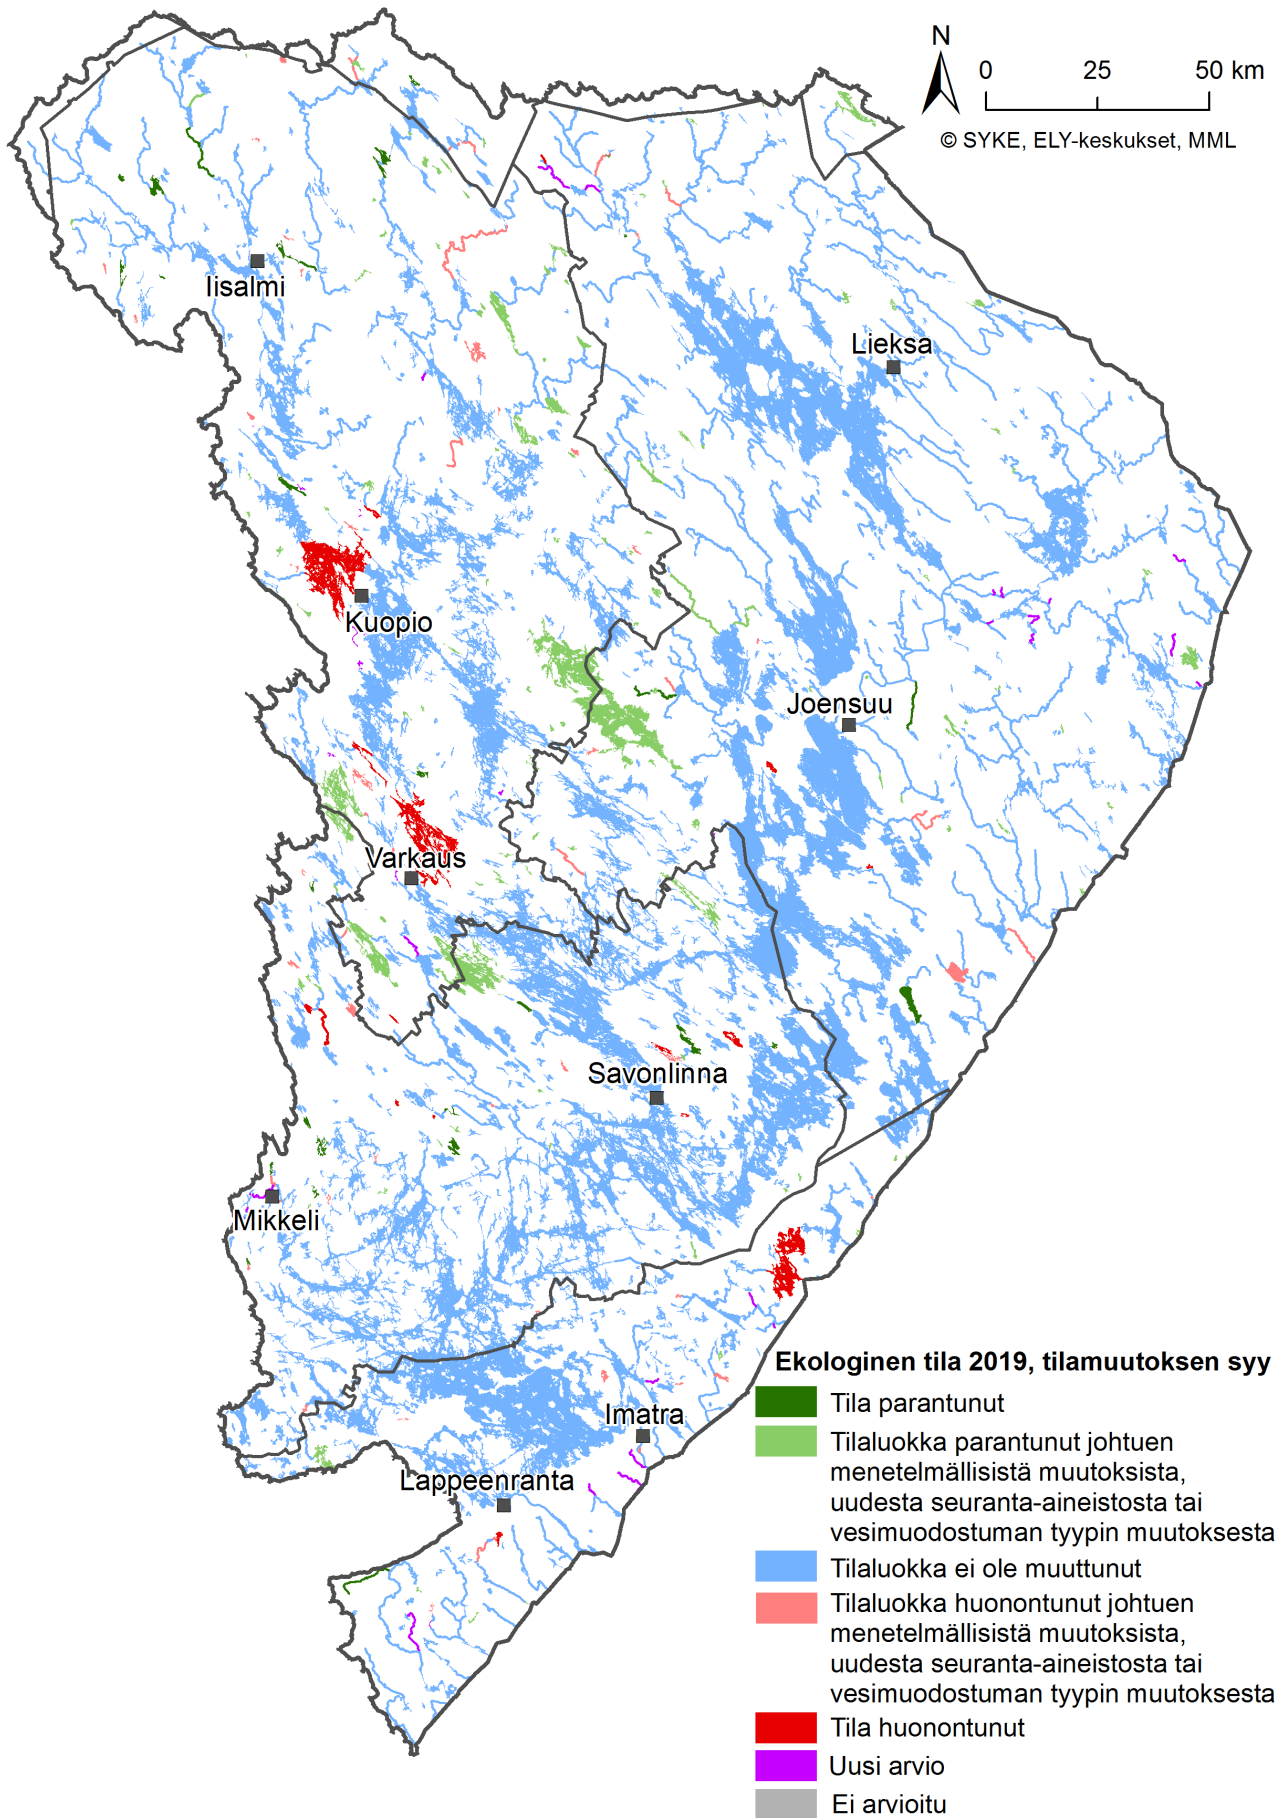 N
0 25 50 km
© SYKE, ELY-keskukset, MML
Iisalmi
Lieksa
Kuopio
Joensuu
Varkaus
Savonlinna
Mikkeli
Imatra
Lappeenranta
Ekologinen tila 2019, tilamuutoksen syy
Tila parantunut
Tilaluokka parantunut johtuen
menetelmällisistä muutoksista,
uudesta seuranta-aineistosta tai
vesimuodostuman tyypin muutoksesta
Tilaluokka ei ole muuttunut
Tilaluokka huonontunut johtuen
menetelmällisistä muutoksista,
uudesta seuranta-aineistosta tai
vesimuodostuman tyypin muutoksesta
Tila huonontunut
Uusi arvio
Ei arvioitu